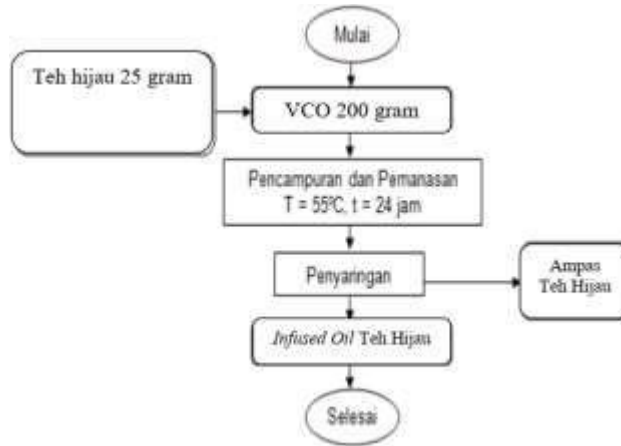 Mulai
Teh hijau 25 gram
VCO 200 gram
Pencampuran dan Pemanasan
T = 55ºC, t = 24 jam
Penyaringan
Ampas
Teh Hijau
Infused Oil Teh Hijau
Selesai